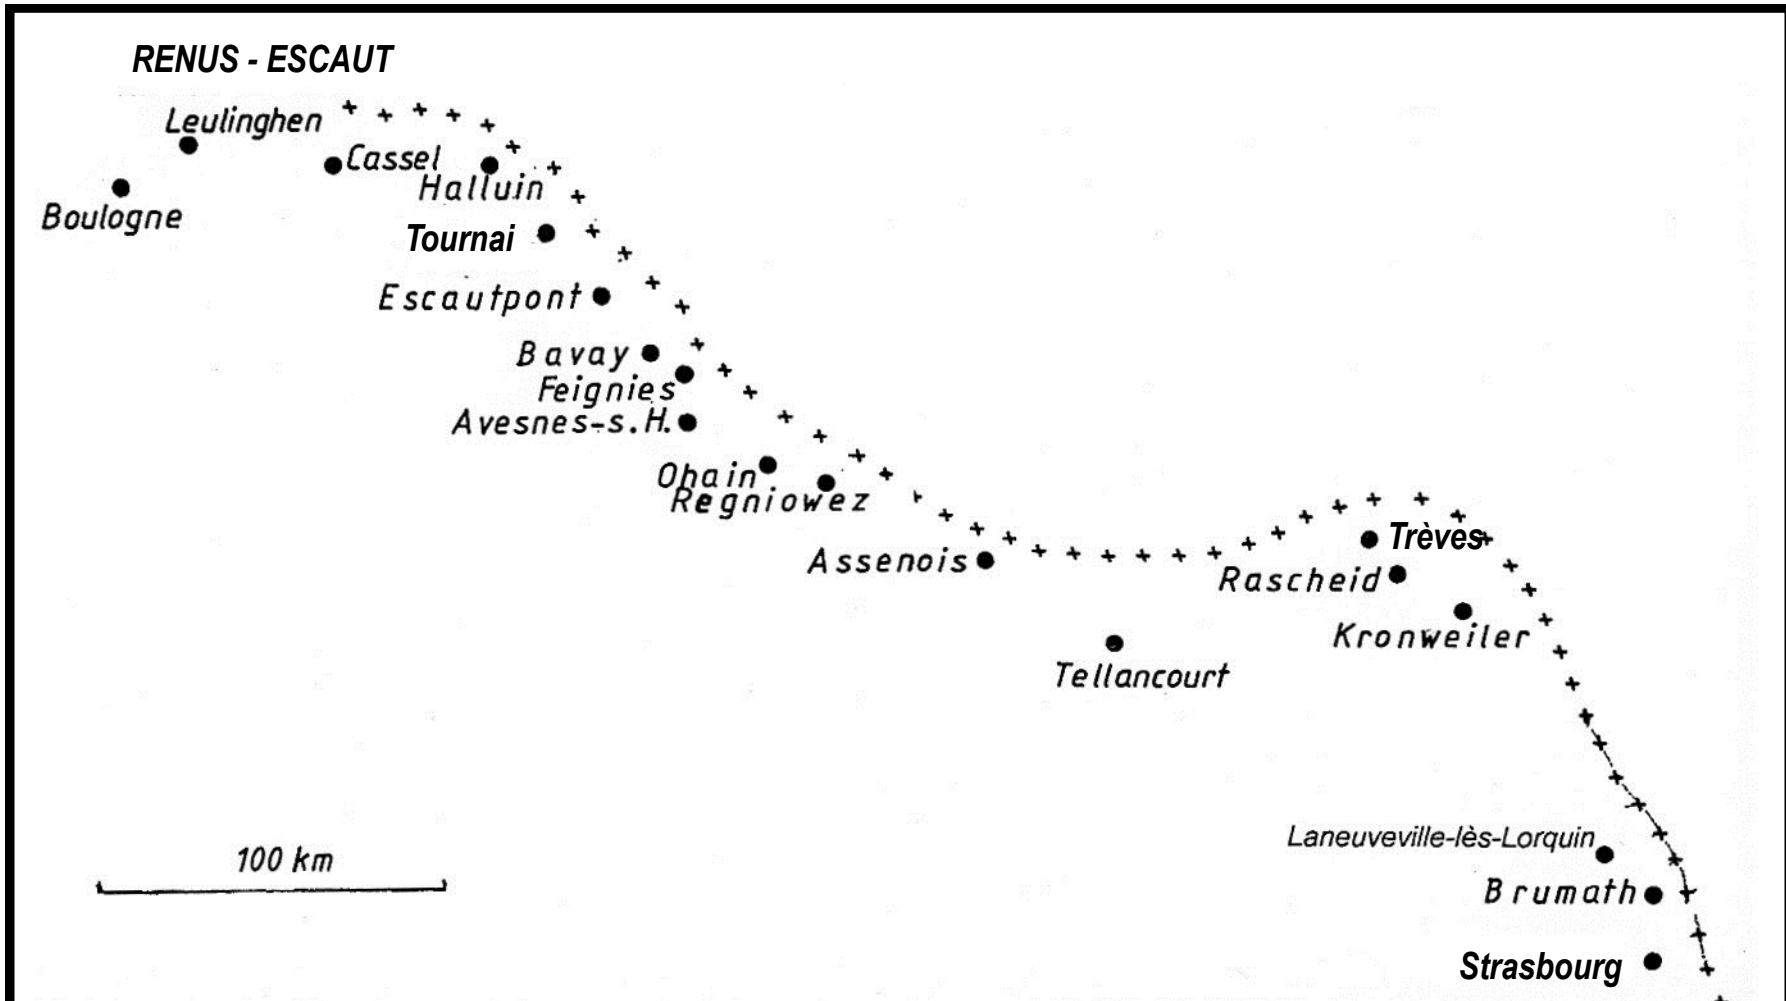 RENUS - ESCAUT
Leulinghen
Cassel
Halluin
Boulogne
Tournai
Escautpont
Bavay
Feignies
Avesnes-s.H.
Ohain
Regniowez
Assenois
Trèves
Rascheid
Kronweiler
Tellancourt
Laneuveville-lès-Lorquin
100 km
Brumath
Strasbourg